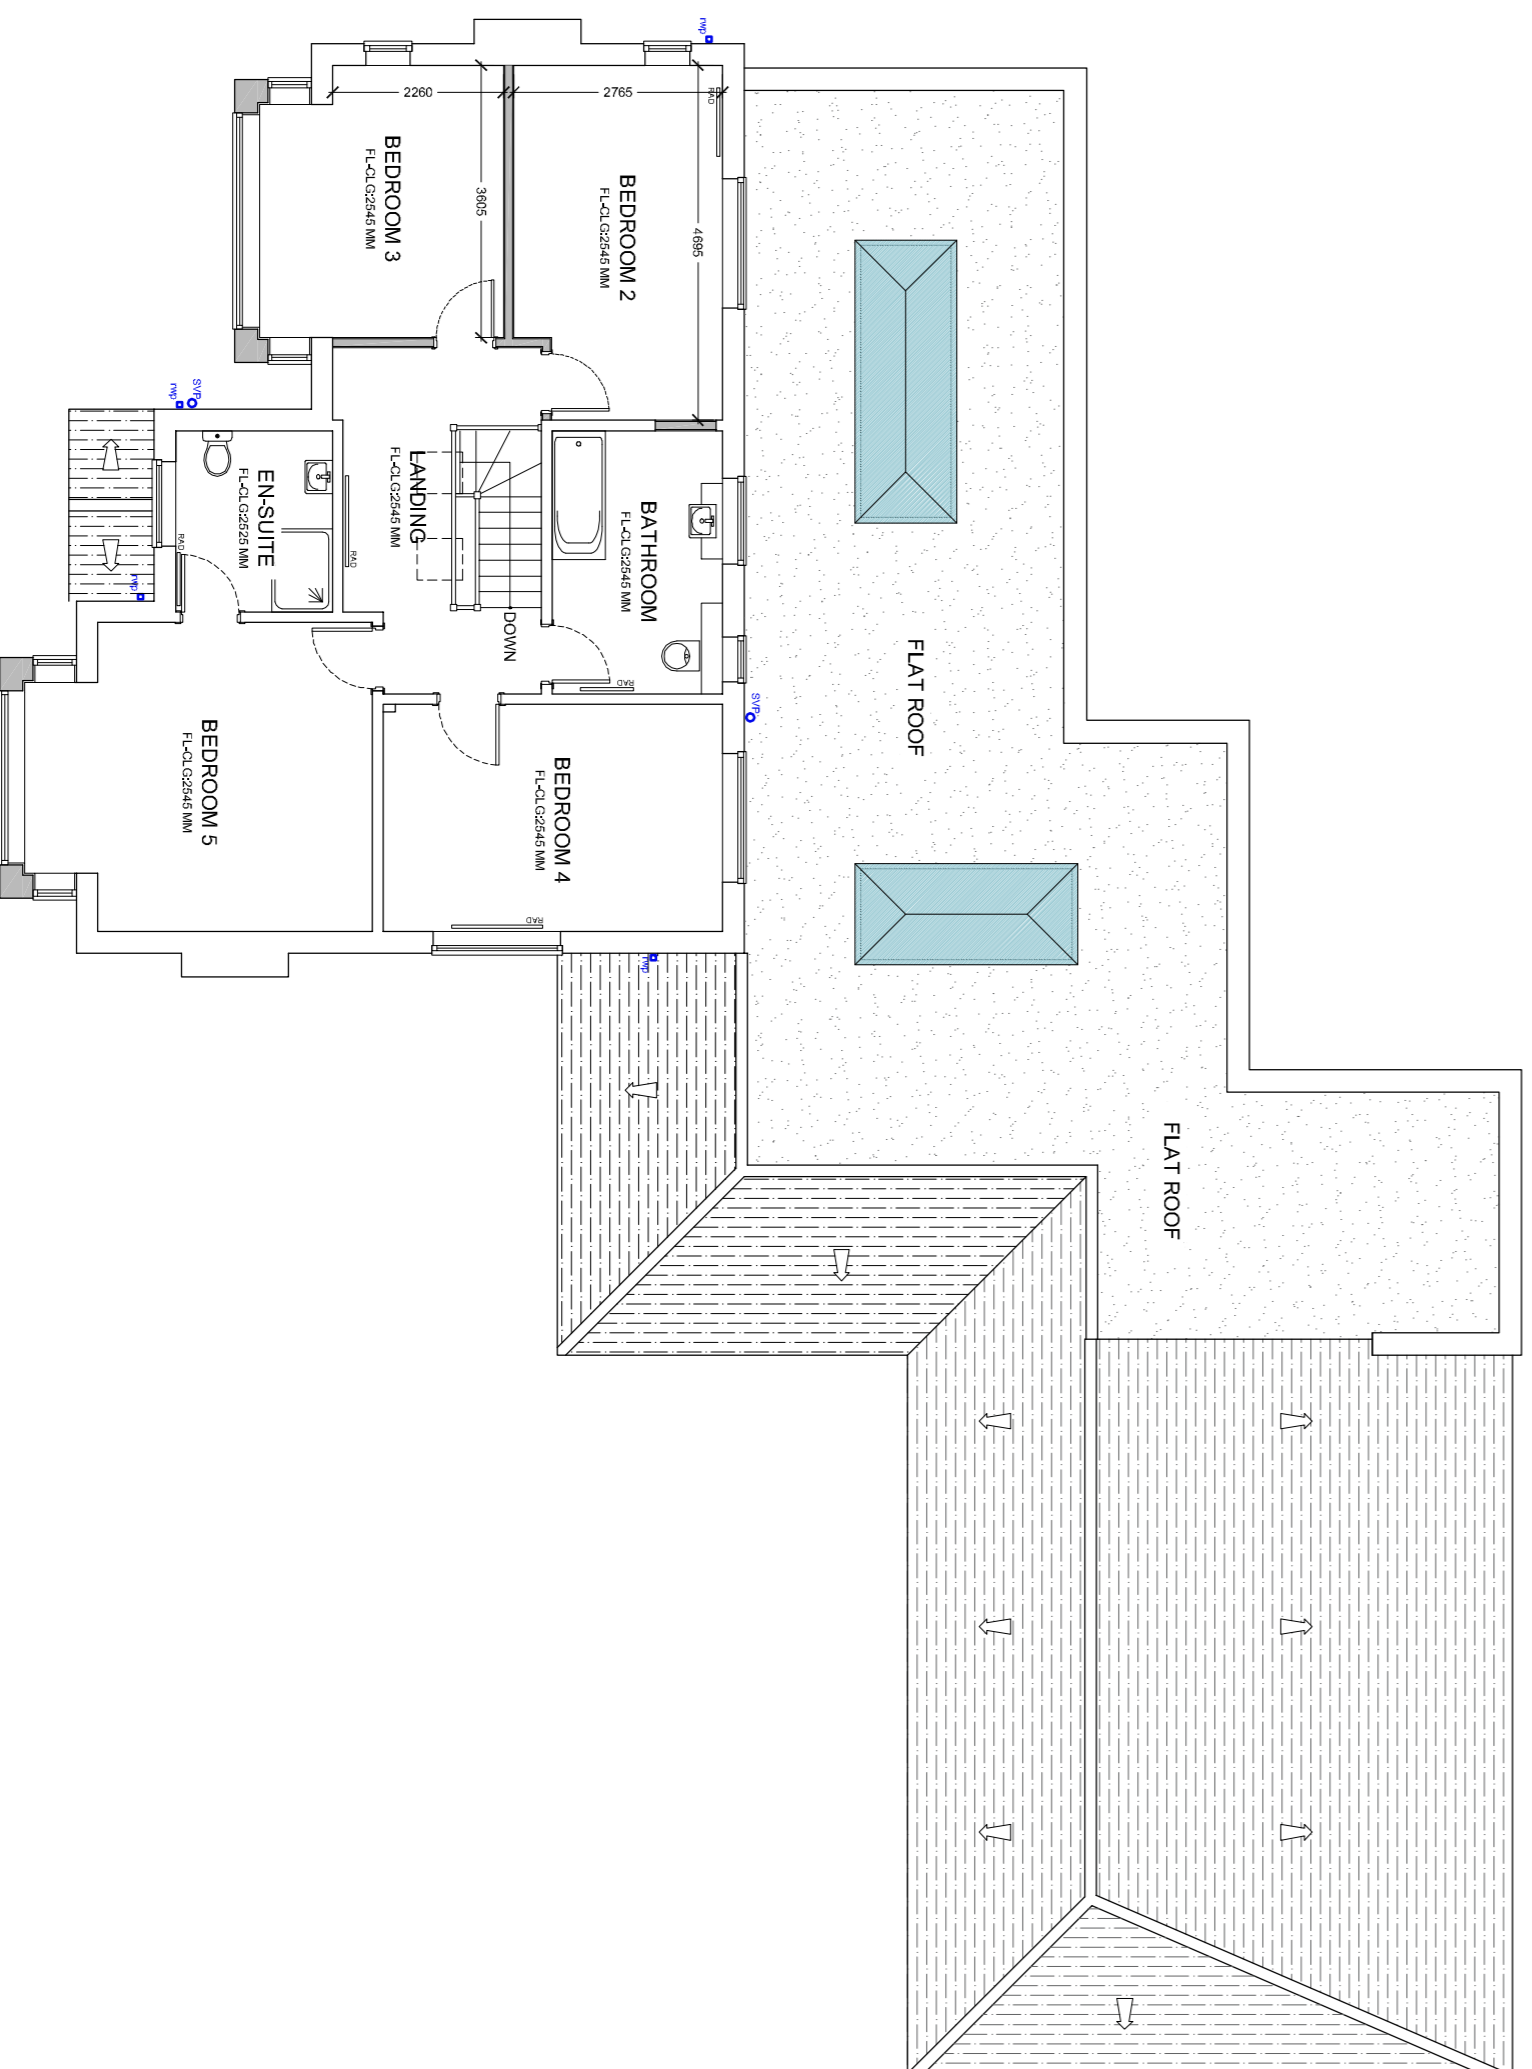 rwp
2260
2765
RAD
BEDROOM 3
FL-CLG:2545 MM
3605
BEDROOM 2
FL-CLG:2545 MM
4695
SVP
rwp
EN-SUITE
FL-CLG:2525 MM
RAD
rwp
LANDING
FL-CLG:2545 MM
RAD
DOWN
BATHROOM
FL-CLG:2545 MM
RAD
SVP
BEDROOM 5
FL-CLG:2545 MM
BEDROOM 4
FL-CLG:2545 MM
RAD
rwp
FLAT ROOF
FLAT ROOF